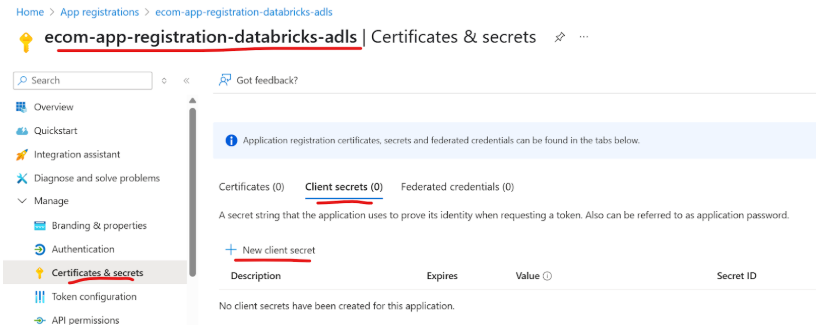 Home > App registrations > ecom-app-registration-databricks-adls
ecom-app-registration-databricks-adls | Certificates & secrets
Search
Got feedback?
Overview
Quickstart
Integration assistant
Diagnose and solve problems
Manage
Branding & properties
Authentication
Certificates & secrets
Token configuration
API permissions
Application registration certificates, secrets and federated credentials can be found in the tabs below.
Certificates (0) Client secrets (0) Federated credentials (0)
A secret string that the application uses to prove its identity when requesting a token. Also can be referred to as application password.
New client secret
Description Expires Value Secret ID
No client secrets have been created for this application.